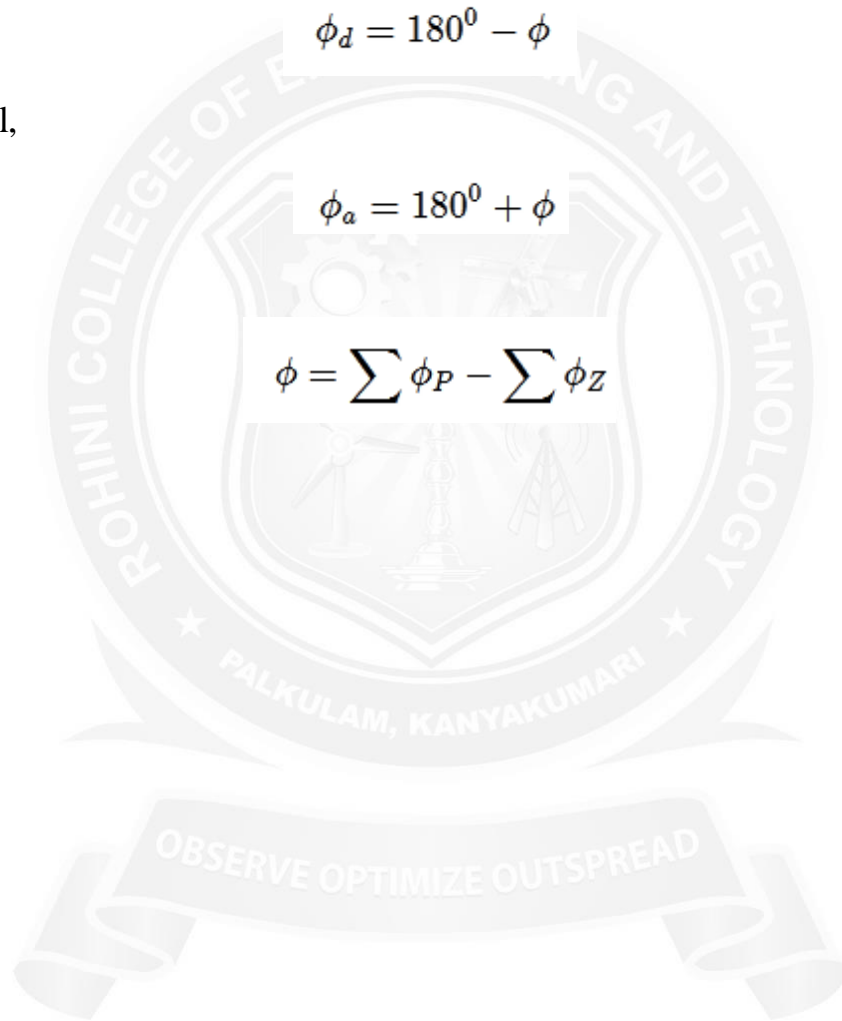 ϕ_d = 180⁰ − ϕ
l,
ϕ_a = 180⁰ + ϕ
ϕ = ∑ ϕ_P − ∑ ϕ_Z
ROHINI COLLEGE OF ENGINEERING AND TECHNOLOGY
PALKULAM, KANYAKUMARI
OBSERVE OPTIMIZE OUTSPREAD